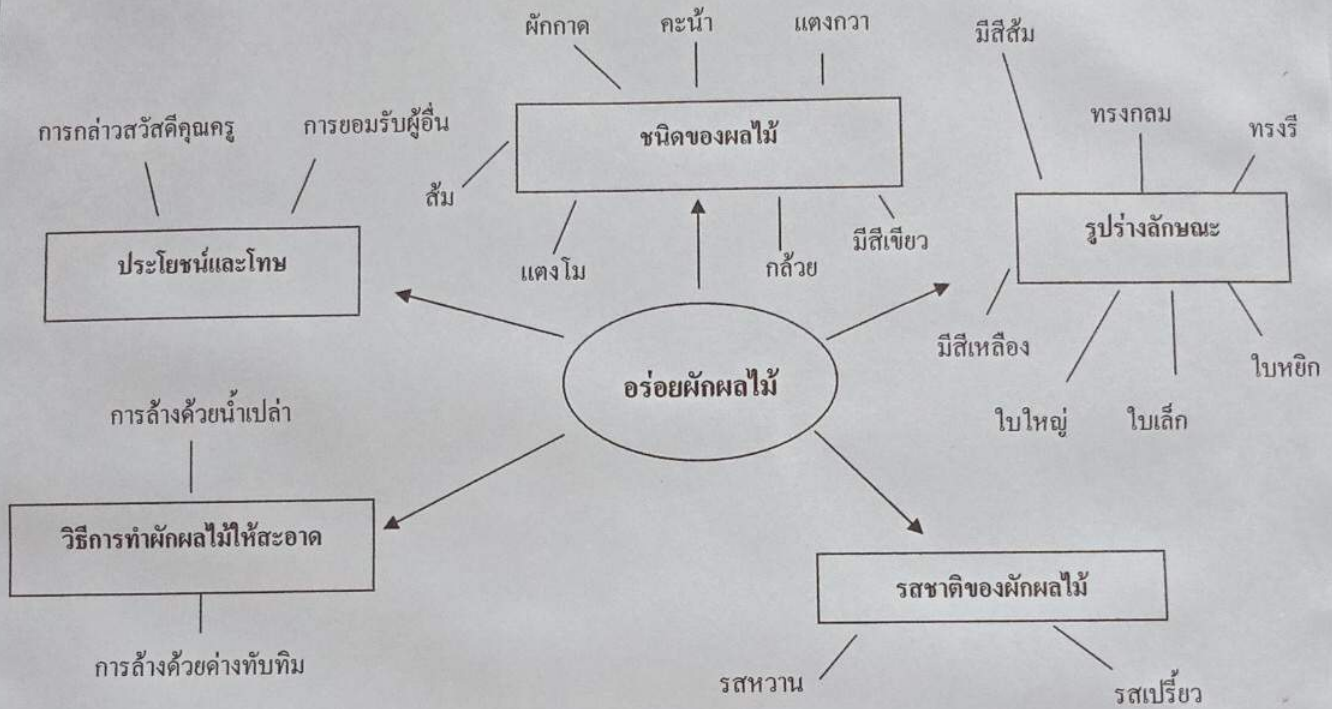 ผักกาด
คะน้า
แตงกวา
มีสีส้ม
การกล่าวสวัสดีคุณครู
การยอมรับผู้อื่น
ชนิดของผลไม้
ทรงกลม
ทรงรี
ส้ม
ประโยชน์และโทษ
แตงโม
กล้วย
มีสีเขียว
รูปร่างลักษณะ
มีสีเหลือง
ใบหยิก
อร่อยผักผลไม้
การล้างด้วยน้ำเปล่า
ใบใหญ่
ใบเล็ก
วิธีการทำผักผลไม้ให้สะอาด
รสชาติของผักผลไม้
การล้างด้วยด่างทับทิม
รสหวาน
รสเปรี้ยว